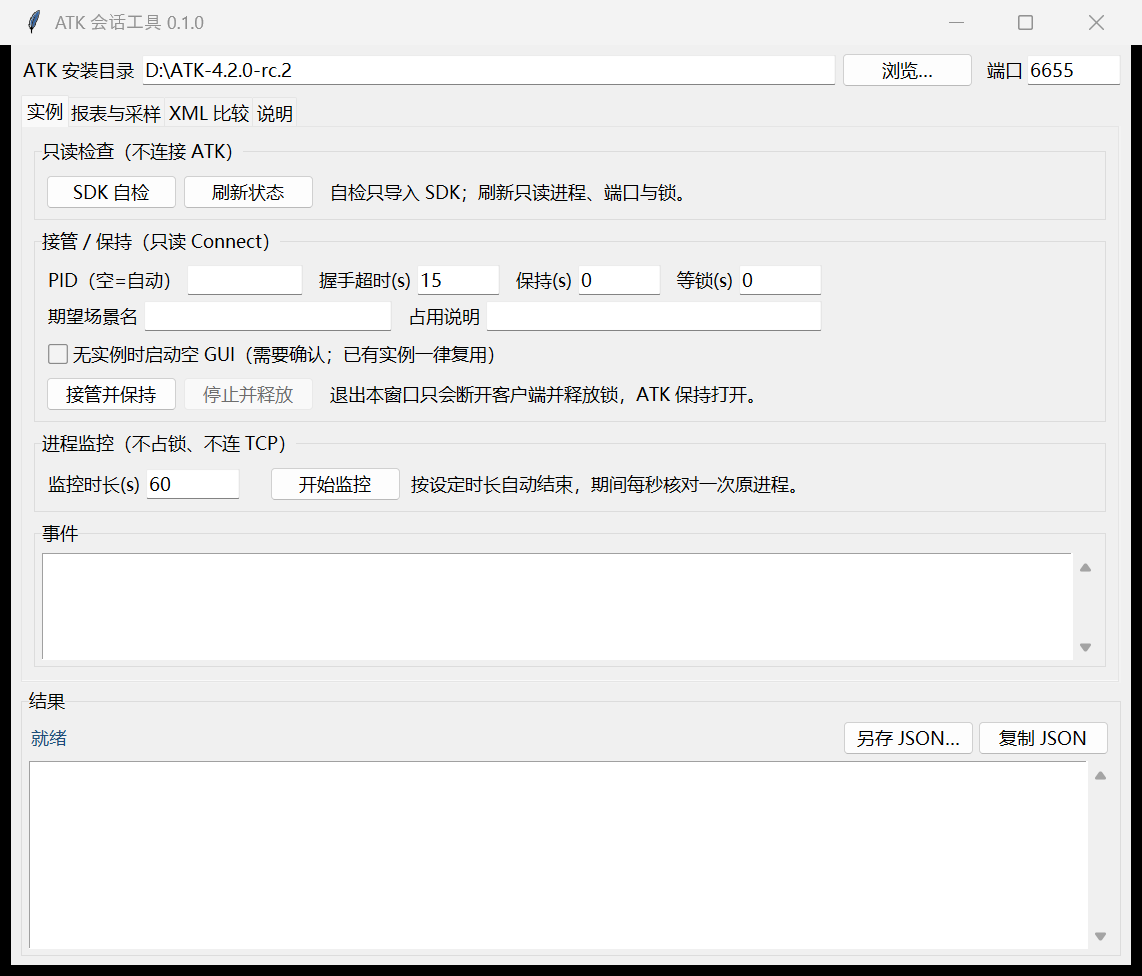 ATK 会话工具 0.1.0
ATK 安装目录 D:\ATK-4.2.0-rc.2 浏览... 端口 6655
实例 报表与采样 XML 比较 说明
只读检查（不连接 ATK）
SDK 自检 刷新状态 自检只导入 SDK；刷新只读进程、端口与锁。
接管 / 保持（只读 Connect）
PID（空=自动） 握手超时(s) 15 保持(s) 0 等锁(s) 0
期望场景名 占用说明
无实例时启动空 GUI（需要确认；已有实例一律复用）
接管并保持 停止并释放 退出本窗口只会断开客户端并释放锁，ATK 保持打开。
进程监控（不占锁、不连 TCP）
监控时长(s) 60 开始监控 按设定时长自动结束，期间每秒核对一次原进程。
事件
结果
就绪 另存 JSON... 复制 JSON